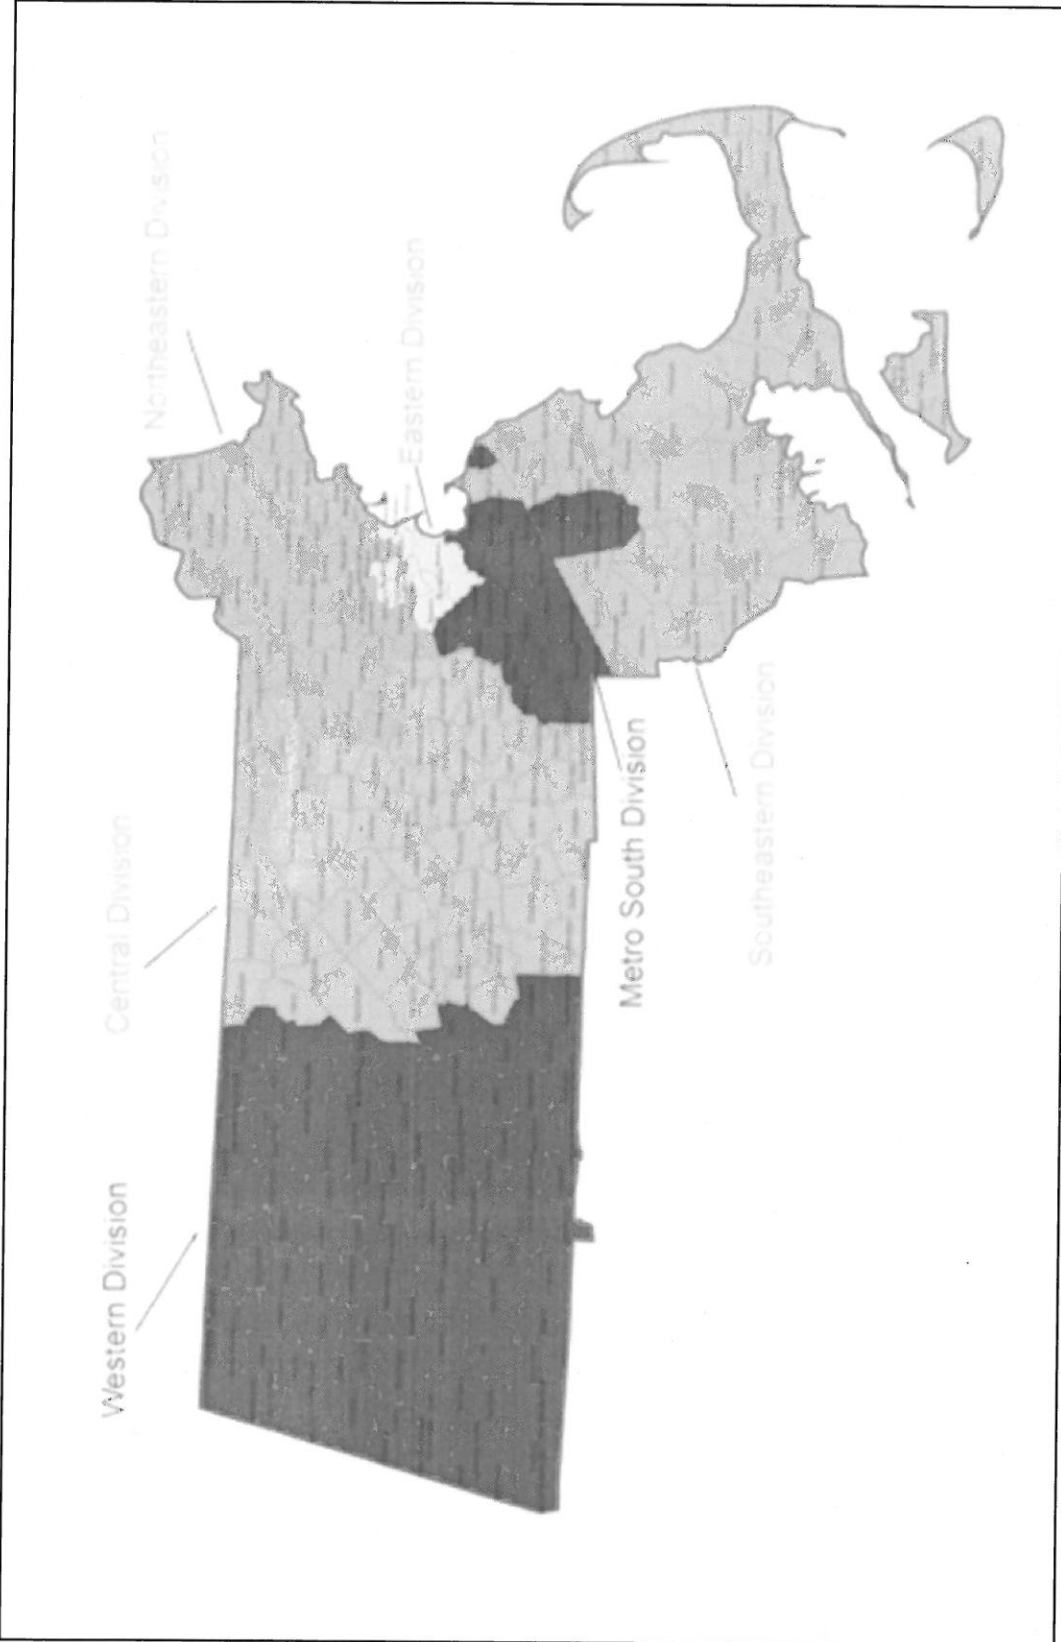 Western Division
Central Division
Northeastern Division
Eastern Division
Metro South Division
Southeastern Division